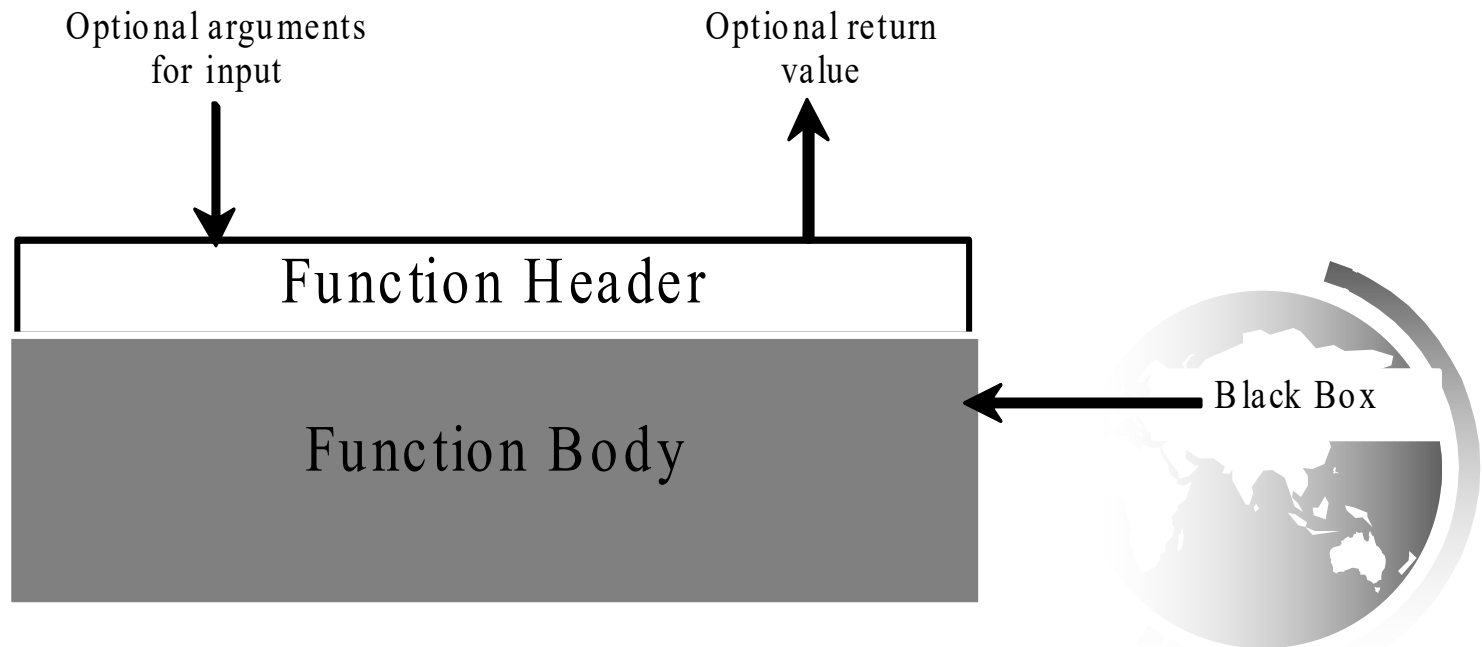 Optional arguments
for input
Optional return
value
Function Header
Black Box
Function Body